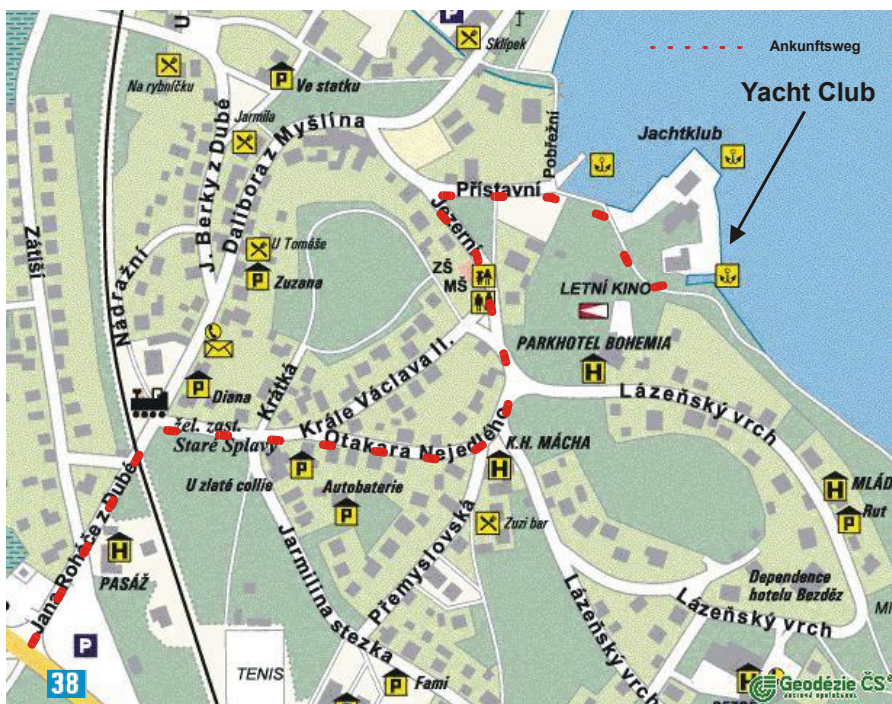 Ankunftsweg
Yacht Club
U
Sklípek
Na rybníčku
P
Ve statku
Jarmila
Jachtklub
J. Berky z Dubé
Dalibora z Myšlína
Pobřežní
Přístavní
Zátiší
Nádražní
Jezerní
U Tomáše
P
Zuzana
ZŠ
MŠ
LETNÍ KINO
PARKHOTEL BOHEMIA
H
Lázeňský vrch
P
Diana
Krátká
Krále Václava II.
žel. zast.
Staré Splavy
Otakara Nejedlého
K.H. MÁCHA
H
U zlaté collie
P
Autobaterie
P
H
MLÁD
P
Rut
Zuzi bar
Jana Roháče z Dubé
H
PASÁŽ
Přemyslovská
Jarmilina stezka
Dependence
hotelu Bezděz
Lázeňský vrch
Lázeňský vrch
P
38
TENIS
P
Famí
H
Geodézie ČS®